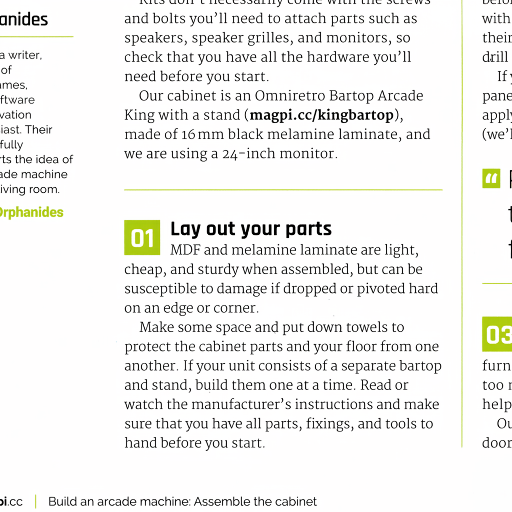 anides
a writer,
of
ames,
ftware
vation
iast. Their
fully
rts the idea of
ade machine
iving room.
Orphanides
Kits don't necessarily come with the screws
and bolts you'll need to attach parts such as
speakers, speaker grilles, and monitors, so
check that you have all the hardware you'll
need before you start.
Our cabinet is an Omniretro Bartop Arcade
King with a stand (magpi.cc/kingbartop),
made of 16 mm black melamine laminate, and
we are using a 24-inch monitor.
01 Lay out your parts
MDF and melamine laminate are light,
cheap, and sturdy when assembled, but can be
susceptible to damage if dropped or pivoted hard
on an edge or corner.
Make some space and put down towels to
protect the cabinet parts and your floor from one
another. If your unit consists of a separate bartop
and stand, build them one at a time. Read or
watch the manufacturer's instructions and make
sure that you have all parts, fixings, and tools to
hand before you start.
with
their
drill
If
pane
apply
(we'l
“
03
furn
too
help
Ou
door
pi.cc | Build an arcade machine: Assemble the cabinet